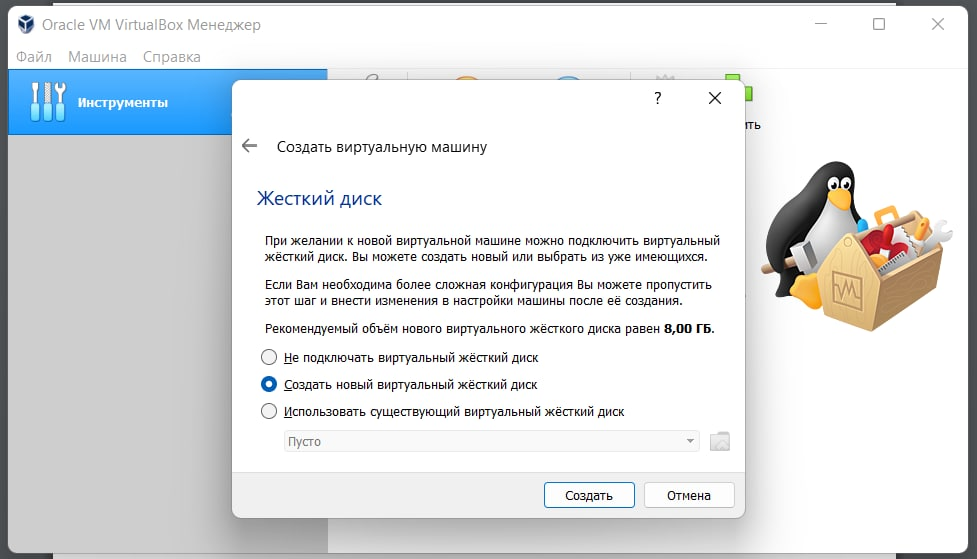 Oracle VM VirtualBox Менеджер
Файл Машина Справка
Инструменты
?
Создать виртуальную машину
Жесткий диск
При желании к новой виртуальной машине можно подключить виртуальный
жёсткий диск. Вы можете создать новый или выбрать из уже имеющихся.
Если Вам необходима более сложная конфигурация Вы можете пропустить
этот шаг и внести изменения в настройки машины после её создания.
Рекомендуемый объём нового виртуального жёсткого диска равен 8,00 ГБ.
Не подключать виртуальный жёсткий диск
Создать новый виртуальный жёсткий диск
Использовать существующий виртуальный жёсткий диск
Пусто
Создать Отмена